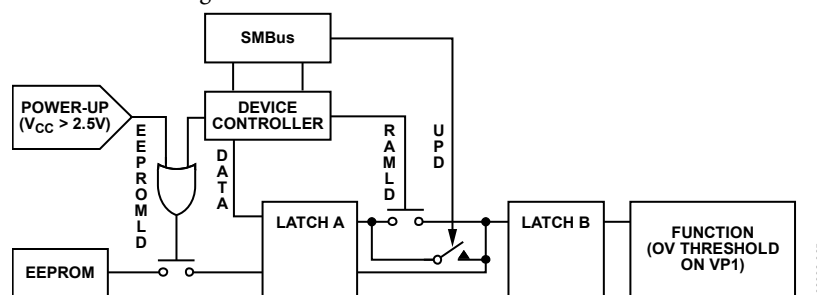 SMBus
POWER-UP
(VCC > 2.5V)
DEVICE
CONTROLLER
EEPROMLD
DATA
RAMLD
UPD
LATCH A
LATCH B
FUNCTION
(OV THRESHOLD
ON VP1)
EEPROM